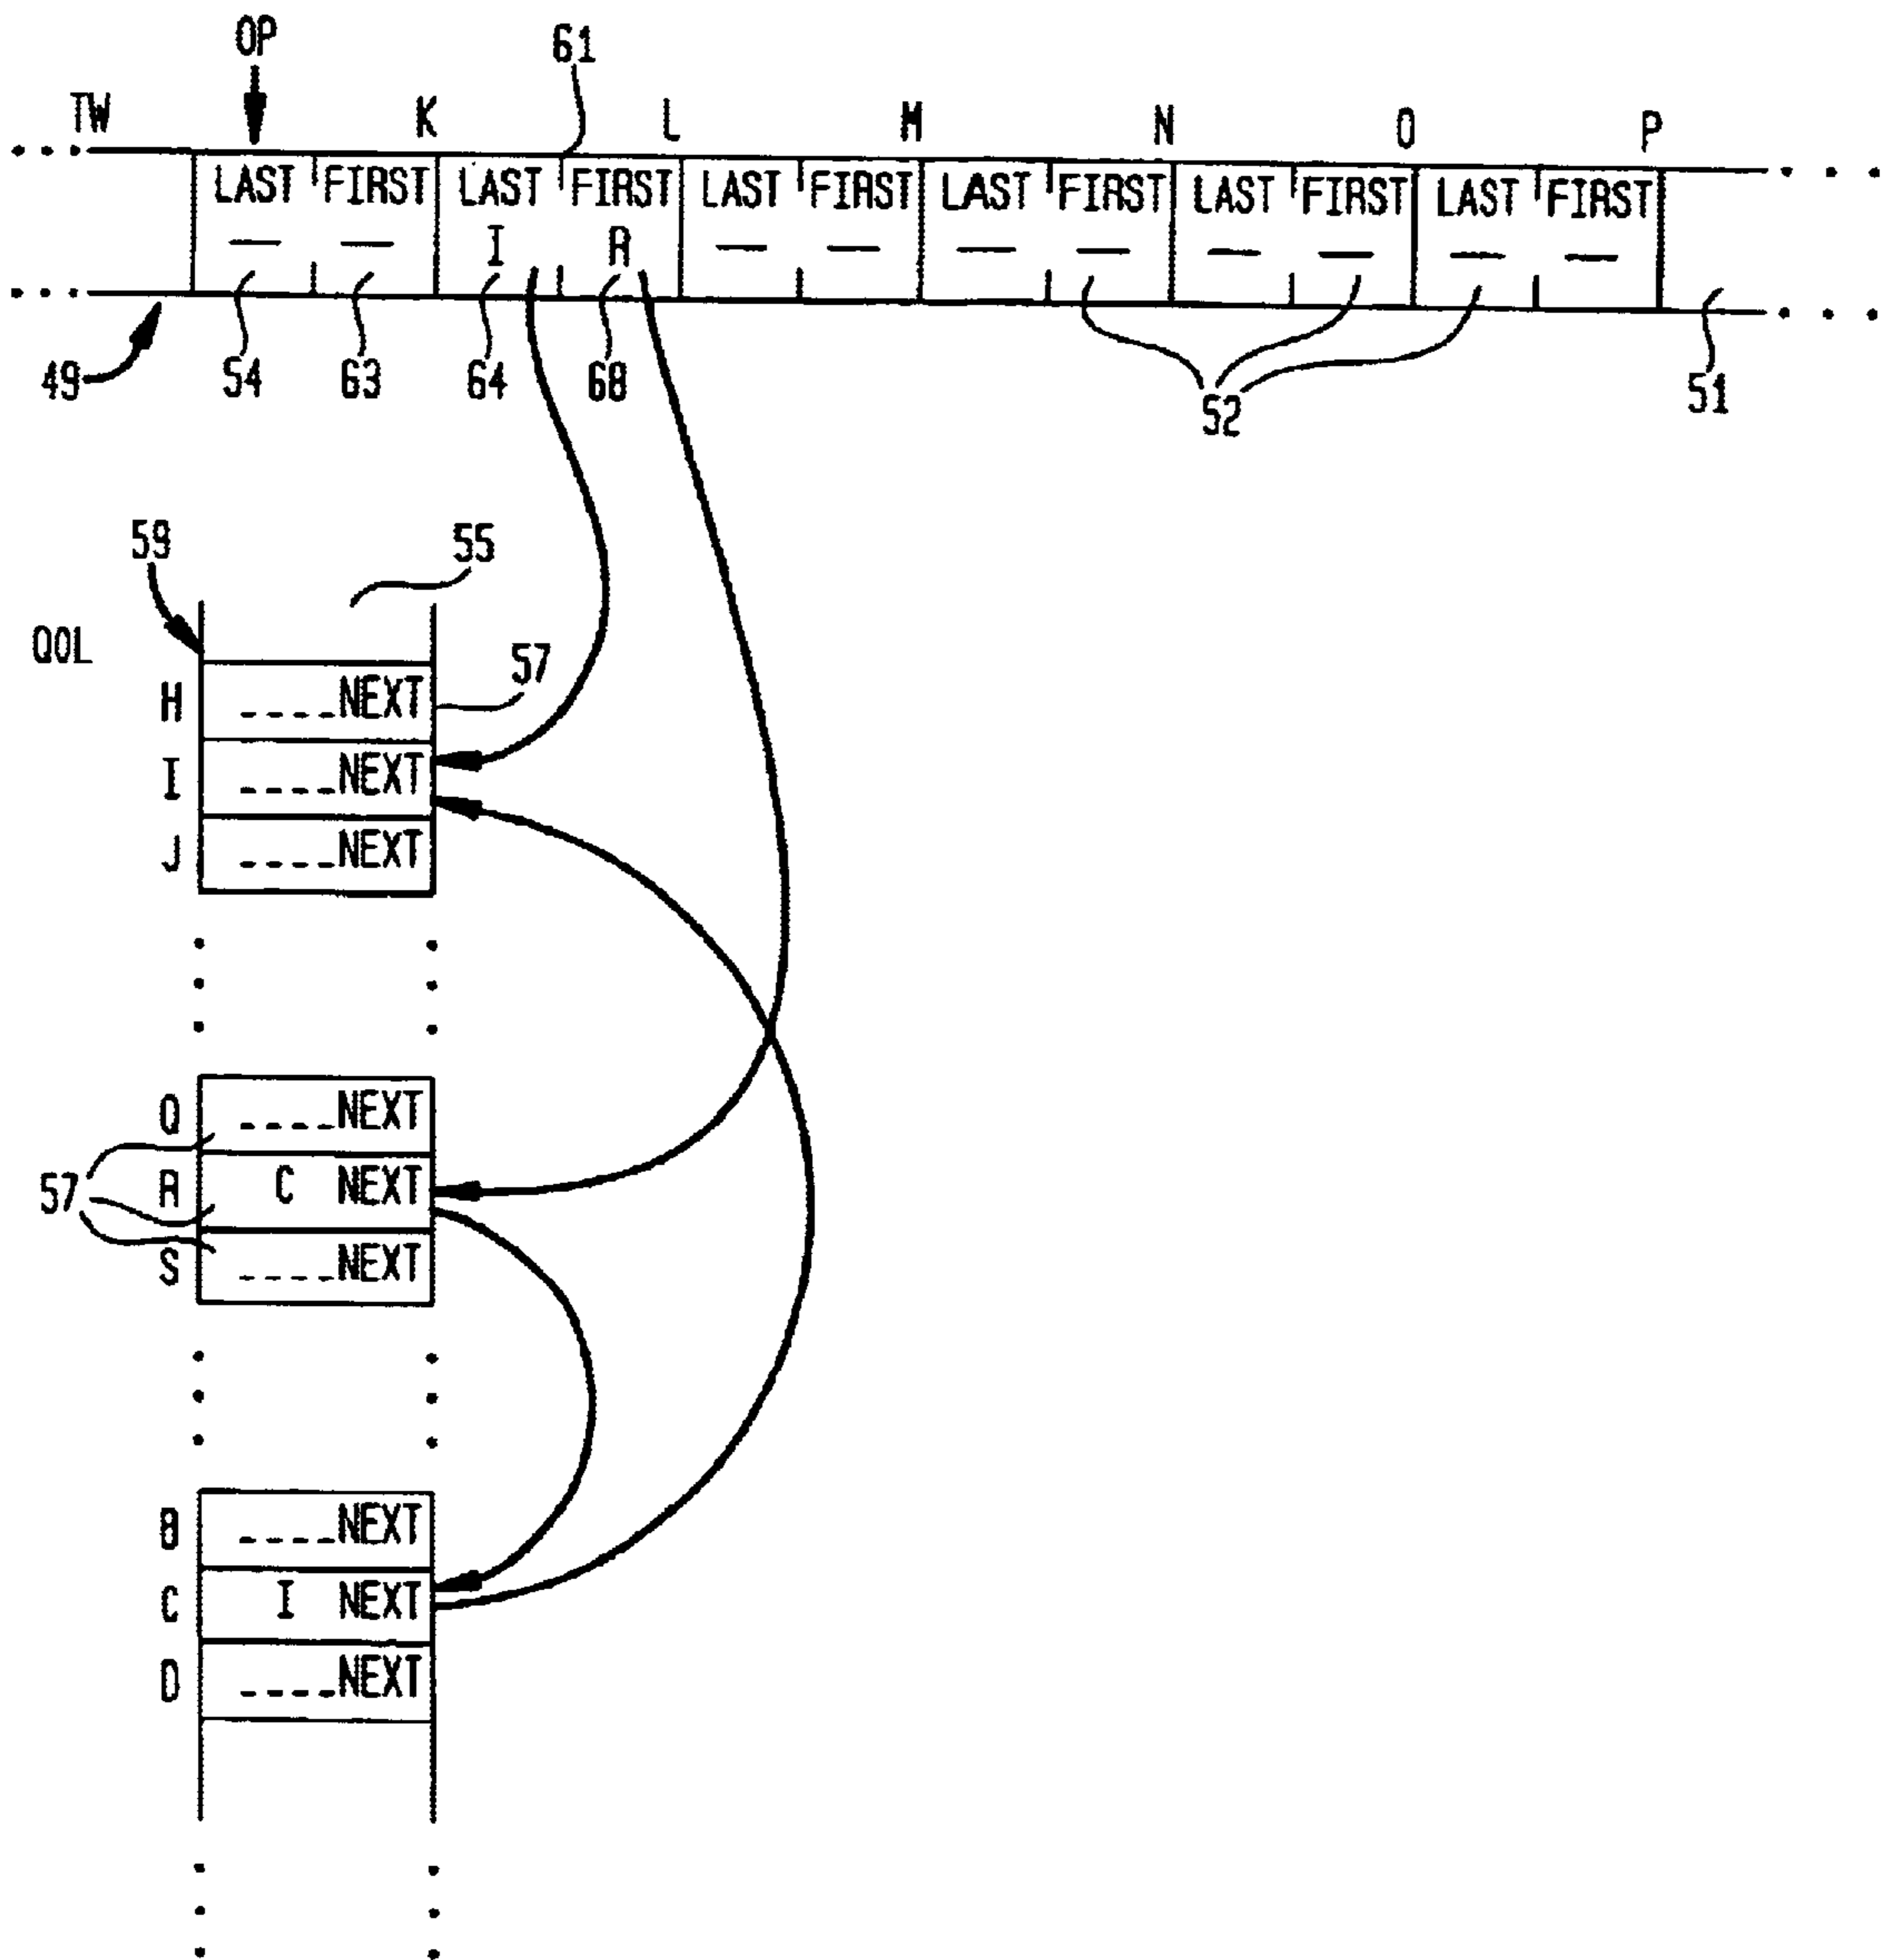 OP 61
TW K L M N O P
LAST FIRST LAST FIRST LAST FIRST LAST FIRST LAST FIRST LAST FIRST
I R
49 54 63 64 68 52 51
59 55
QOL
57
H ----NEXT
I ----NEXT
J ----NEXT
Q ----NEXT
57 R C NEXT
S ----NEXT
B ----NEXT
C I NEXT
D ----NEXT